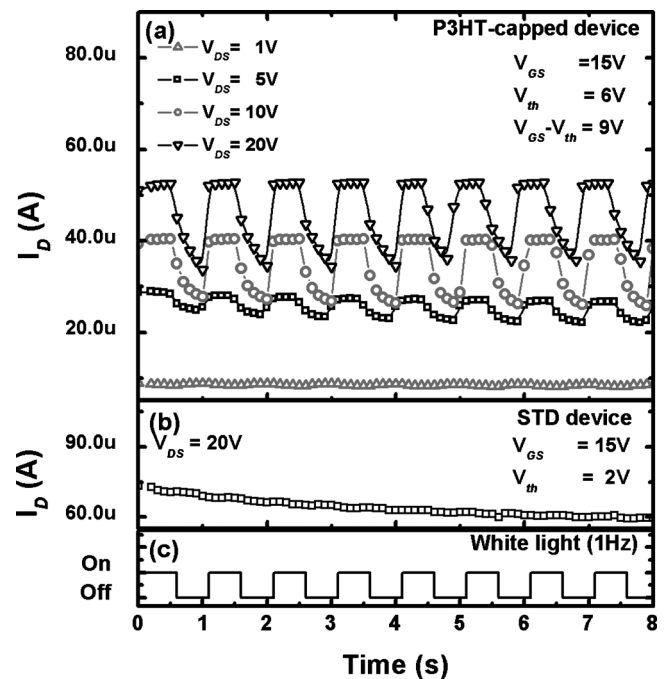 (a)
P3HT-capped device
V_DS = 1V
V_DS = 5V
V_DS = 10V
V_DS = 20V
V_GS =15V
V_th = 6V
V_GS-V_th = 9V
80.0u
60.0u
40.0u
20.0u
I_D (A)
(b)
STD device
V_DS = 20V
V_GS = 15V
V_th = 2V
90.0u
60.0u
I_D (A)
(c)
White light (1Hz)
On
Off
0 1 2 3 4 5 6 7 8
Time (s)